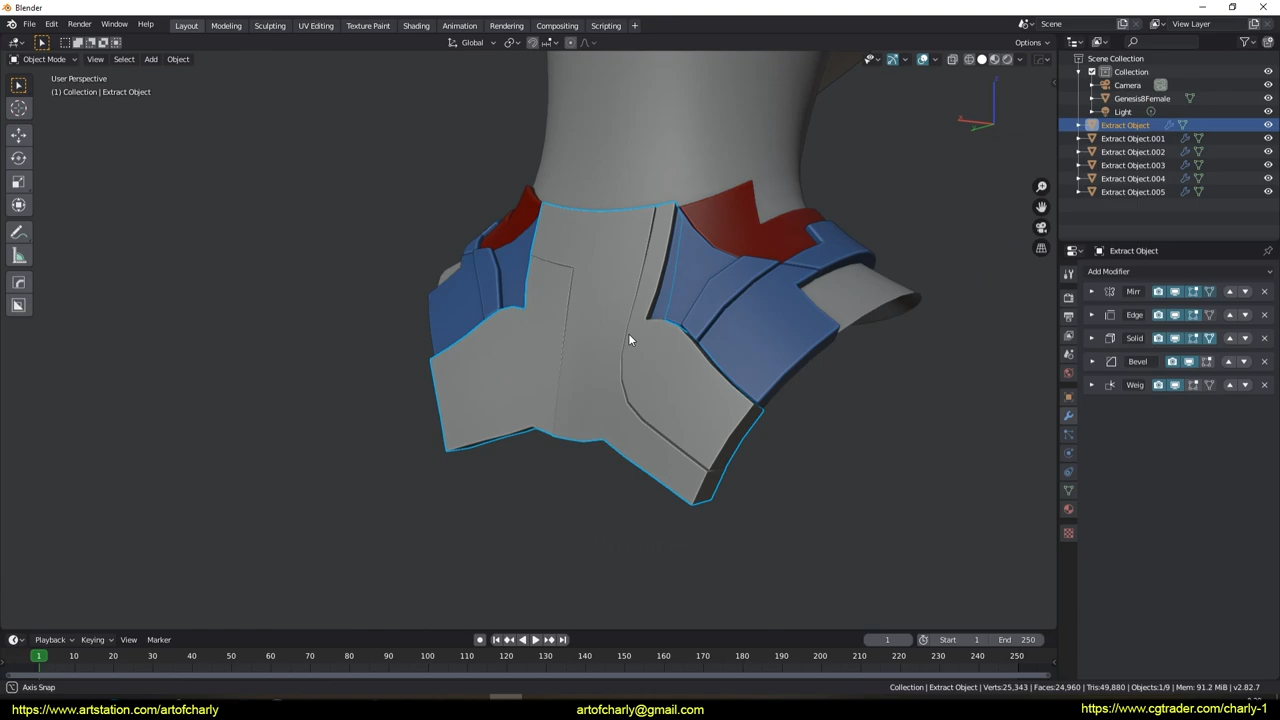 Blender
File Edit Render Window Help Layout Modeling Sculpting UV Editing Texture Paint Shading Animation Rendering Compositing Scripting + Scene View Layer
Global Options
Object Mode View Select Add Object
User Perspective
(1) Collection | Extract Object
Scene Collection
Collection
Camera
Genesis8Female
Light
Extract Object
Extract Object.001
Extract Object.002
Extract Object.003
Extract Object.004
Extract Object.005
Extract Object
Add Modifier
Mirr
Edge
Solid
Bevel
Weig
Playback Keying View Marker 1 Start 1 End 250
1 10 20 30 40 50 60 70 80 90 100 110 120 130 140 150 160 170 180 190 200 210 220 230 240 250
Axis Snap Collection | Extract Object | Verts:25,343 | Faces:24,960 | Tris:49,880 | Objects:1/9 | Mem: 91.2 MiB | v2.82.7
https://www.artstation.com/artofcharly artofcharly@gmail.com https://www.cgtrader.com/charly-1